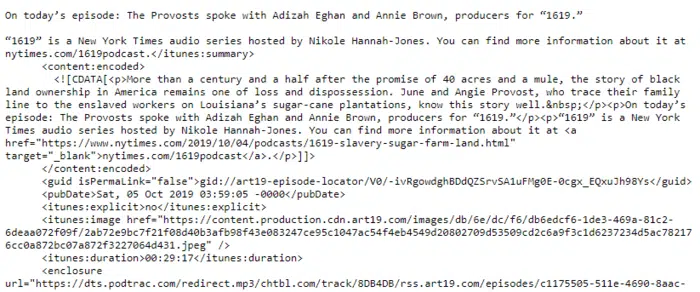 On today's episode: The Provosts spoke with Adizah Eghan and Annie Brown, producers for “1619.”
“1619” is a New York Times audio series hosted by Nikole Hannah-Jones. You can find more information about it at
nytimes.com/1619podcast.</itunes:summary>
<content:encoded>
<![CDATA[<p>More than a century and a half after the promise of 40 acres and a mule, the story of black
land ownership in America remains one of loss and dispossession. June and Angie Provost, who trace their family
line to the enslaved workers on Louisiana’s sugar-cane plantations, know this story well.&nbsp;</p><p>On today’s
episode: The Provosts spoke with Adizah Eghan and Annie Brown, producers for “1619.”</p><p>“1619” is a New York
Times audio series hosted by Nikole Hannah-Jones. You can find more information about it at <a
href="https://www.nytimes.com/2019/10/04/podcasts/1619-slavery-sugar-farm-land.html"
target="_blank">nytimes.com/1619podcast</a>.</p>]]>
</content:encoded>
<guid isPermaLink="false">gid://art19-episode-locator/V0/-ivRgowdghBDdQZSrvSA1uFMg0E-0cgx_EQxuJh98Ys</guid>
<pubDate>Sat, 05 Oct 2019 03:59:05 -0000</pubDate>
<itunes:explicit>no</itunes:explicit>
<itunes:image href="https://content.production.cdn.art19.com/images/db/6e/dc/f6/db6edcf6-1de3-469a-81c2-
6deaa072f09f/2ab72e9bc7f21f08d40b3afb98f43e083247ce95c1047ac54f4eb4549d20802709d53509cd2c6a9f3c1d6237234d5ac78217
6cc0a872bc07a872f3227064d431.jpeg" />
<itunes:duration>00:29:17</itunes:duration>
<enclosure
url="https://dts.podtrac.com/redirect.mp3/chtbl.com/track/8DB4DB/rss.art19.com/episodes/c1175505-511e-4690-8aac-